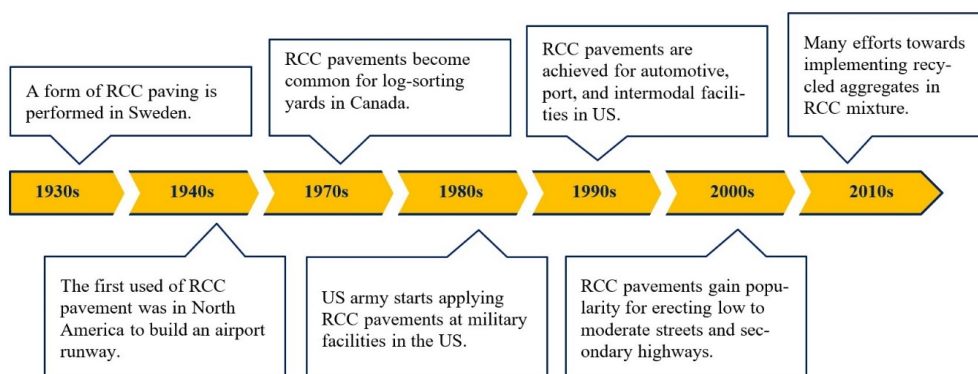 A form of RCC paving is
performed in Sweden.
RCC pavements become
common for log-sorting
yards in Canada.
RCC pavements are
achieved for automotive,
port, and intermodal facili-
ties in US.
Many efforts towards
implementing recy-
cled aggregates in
RCC mixture.
1930s
1940s
1970s
1980s
1990s
2000s
2010s
The first used of RCC
pavement was in North
America to build an airport
runway.
US army starts applying
RCC pavements at military
facilities in the US.
RCC pavements gain popu-
larity for erecting low to
moderate streets and sec-
ondary highways.